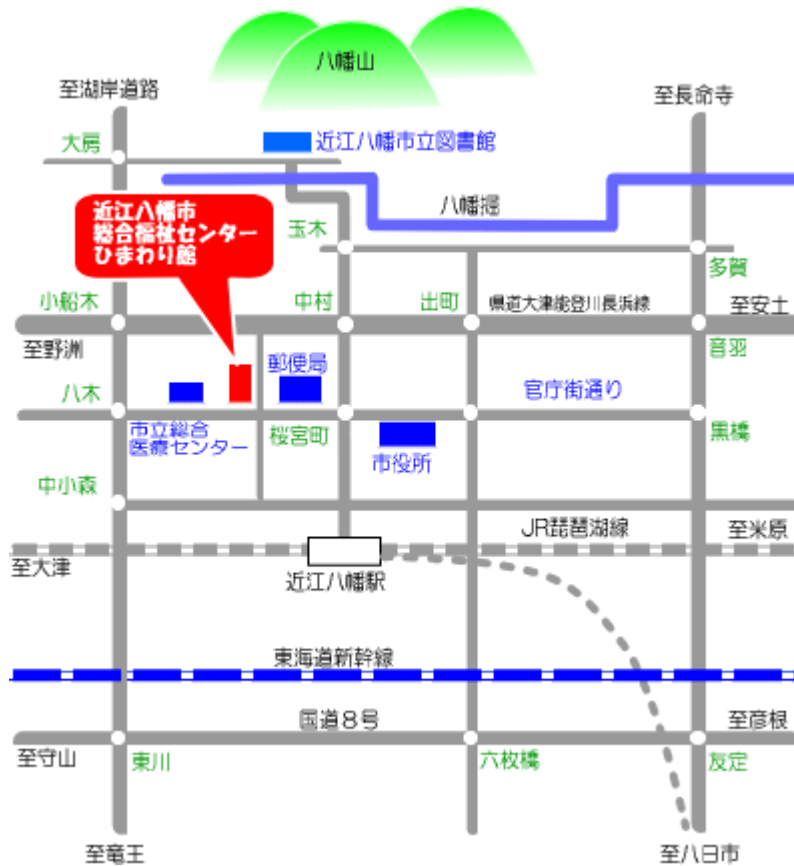 八幡山
至湖岸道路
至長命寺
大房
近江八幡市立図書館
近江八幡市
総合福祉センター
ひまわり館
八幡掘
玉木
多賀
小船木
中村
出町
県道大津能登川長浜線
至安土
至野洲
音羽
郵便局
八木
官庁街通り
市立総合
医療センター
桜宮町
黒橋
市役所
中小森
JR琵琶湖線
至米原
至大津
近江八幡駅
東海道新幹線
国道8号
至彦根
至守山
東川
六枚橋
友定
至竜王
至八日市